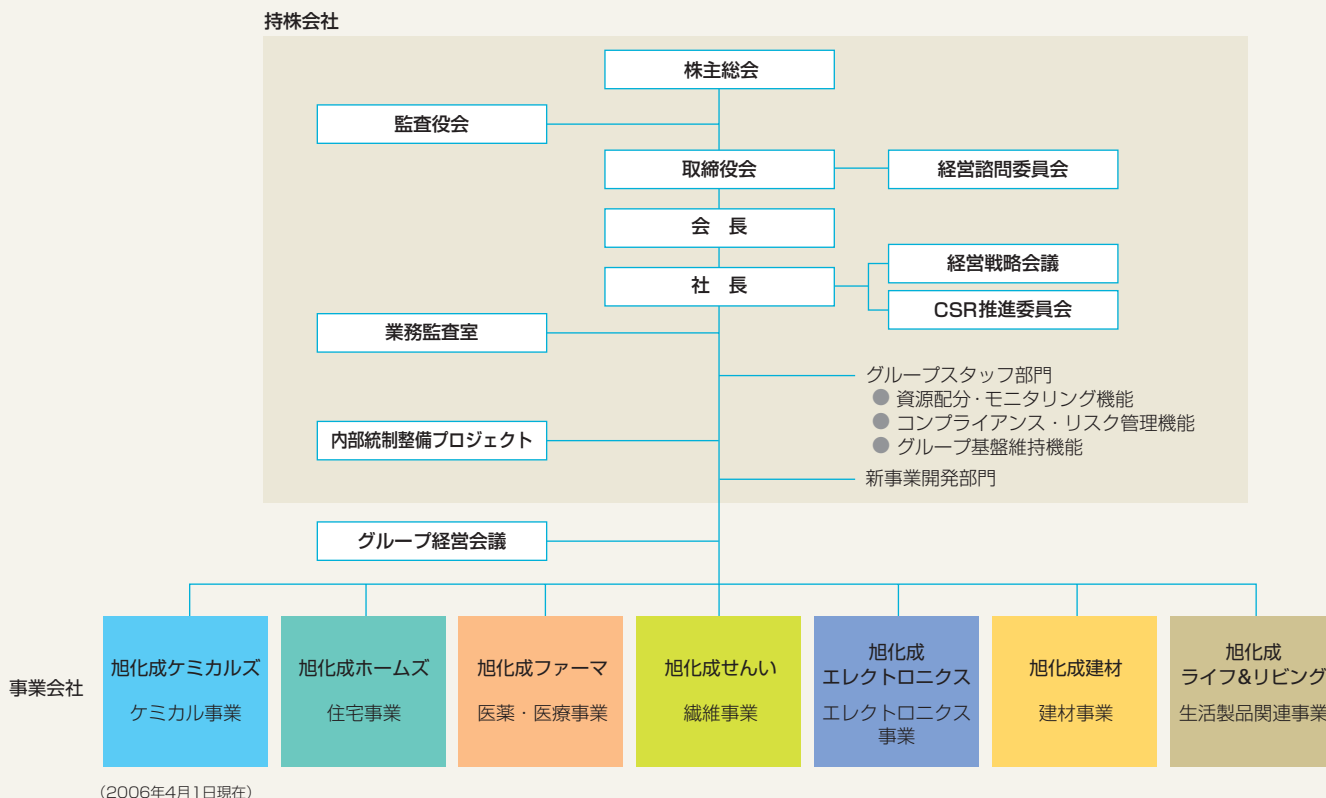 持株会社
株主総会
監査役会
取締役会
経営諮問委員会
会 長
社 長
経営戦略会議
CSR推進委員会
業務監査室
グループスタッフ部門
● 資源配分・モニタリング機能
● コンプライアンス・リスク管理機能
● グループ基盤維持機能
内部統制整備プロジェクト
新事業開発部門
グループ経営会議
事業会社
旭化成ケミカルズ
ケミカル事業
旭化成ホームズ
住宅事業
旭化成ファーマ
医薬・医療事業
旭化成せんい
繊維事業
旭化成
エレクトロニクス
エレクトロニクス
事業
旭化成建材
建材事業
旭化成
ライフ&リビング
生活製品関連事業
(2006年4月1日現在)